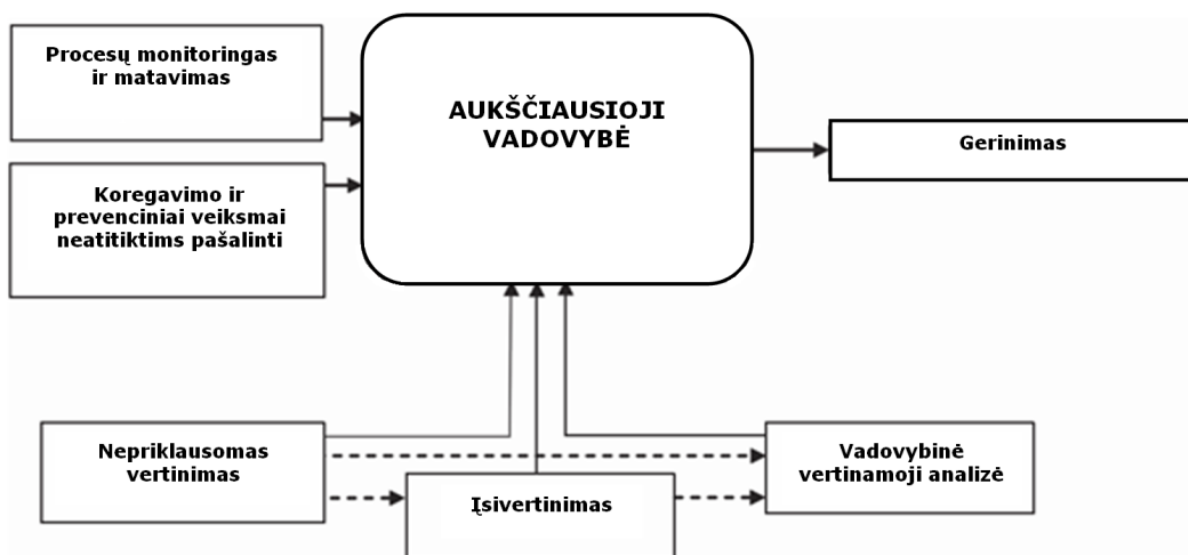 Procesų monitoringas
ir matavimas
AUKŠČIAUSIOJI
VADOVYBĖ
Gerinimas
Koregavimo ir
prevenciniai veiksmai
neatitiktims pašalinti
Nepriklausomas
vertinimas
Įsivertinimas
Vadovybinė
vertinamoji analizė